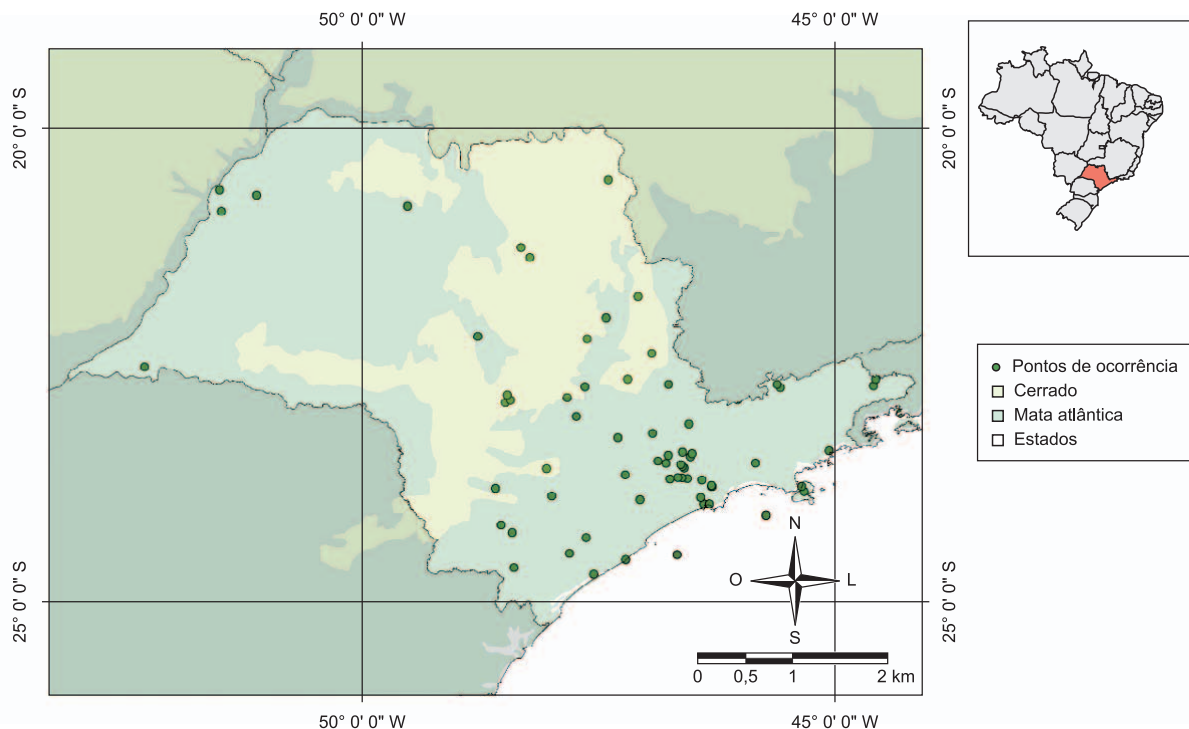 50° 0' 0" W
45° 0' 0" W
20° 0' 0" S
20° 0' 0" S
Pontos de ocorrência
Cerrado
Mata atlântica
Estados
N
O
L
S
25° 0' 0" S
25° 0' 0" S
0 0,5 1 2 km
50° 0' 0" W
45° 0' 0" W